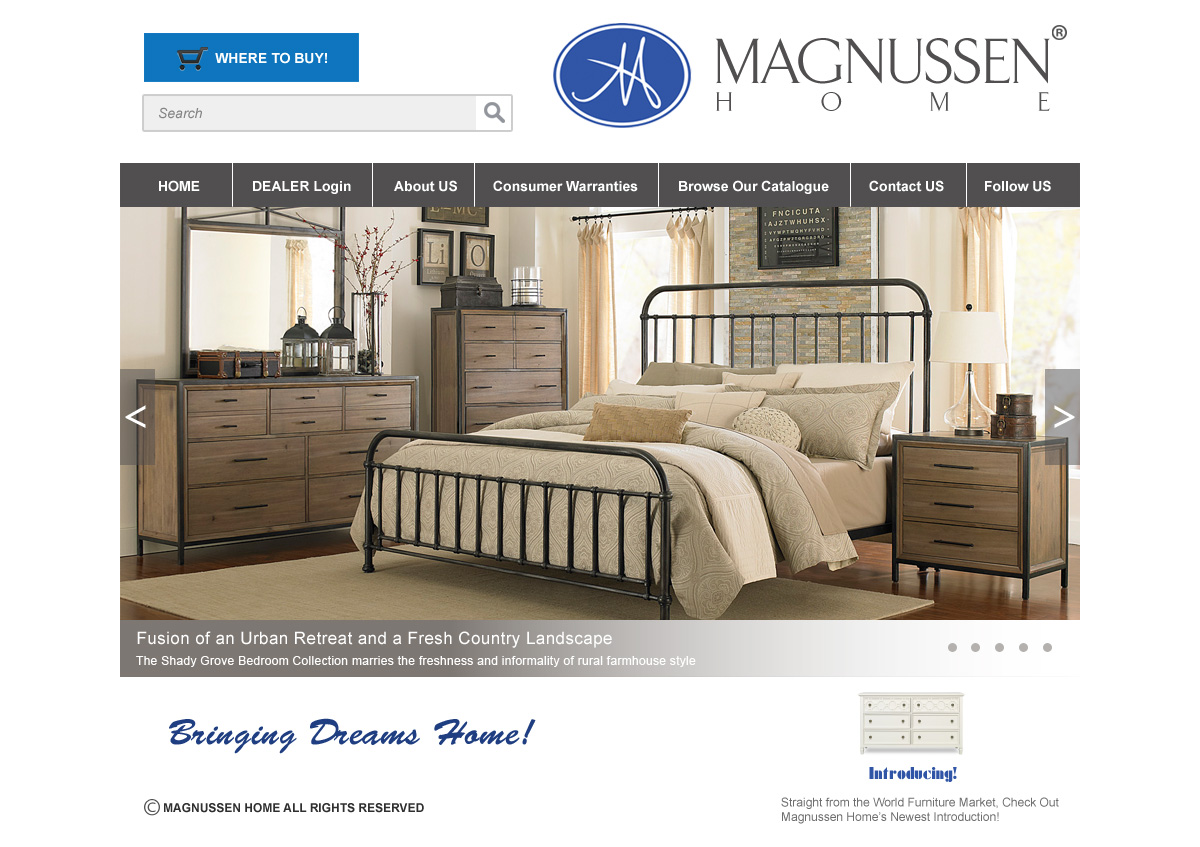 WHERE TO BUY!
Search
MAGNUSSEN®
HOME
HOME
DEALER Login
About US
Consumer Warranties
Browse Our Catalogue
Contact US
Follow US
Li
O
FNCICUTA
AJZTWHUHSX
<
>
Fusion of an Urban Retreat and a Fresh Country Landscape
The Shady Grove Bedroom Collection marries the freshness and informality of rural farmhouse style
Bringing Dreams Home!
Introducing!
© MAGNUSSEN HOME ALL RIGHTS RESERVED
Straight from the World Furniture Market, Check Out
Magnussen Home's Newest Introduction!